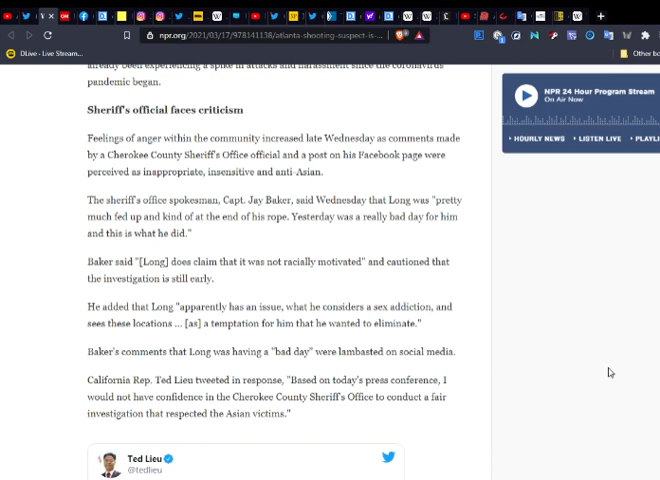 npr.org/2021/03/17/978141138/atlanta-shooting-suspect-is-...
DLive - Live Stream...
Other bo
already been experiencing a spike in attacks and harassment since the coronavirus
pandemic began.
Sheriff's official faces criticism
Feelings of anger within the community increased late Wednesday as comments made
by a Cherokee County Sheriff's Office official and a post on his Facebook page were
perceived as inappropriate, insensitive and anti-Asian.
The sheriff's office spokesman, Capt. Jay Baker, said Wednesday that Long was "pretty
much fed up and kind of at the end of his rope. Yesterday was a really bad day for him
and this is what he did."
Baker said "[Long] does claim that it was not racially motivated" and cautioned that
the investigation is still early.
He added that Long "apparently has an issue, what he considers a sex addiction, and
sees these locations ... [as] a temptation for him that he wanted to eliminate."
Baker's comments that Long was having a "bad day" were lambasted on social media.
California Rep. Ted Lieu tweeted in response, "Based on today's press conference, I
would not have confidence in the Cherokee County Sheriff's Office to conduct a fair
investigation that respected the Asian victims."
Ted Lieu
@tedlieu
NPR 24 Hour Program Stream
On Air Now
HOURLY NEWS
LISTEN LIVE
PLAYLI